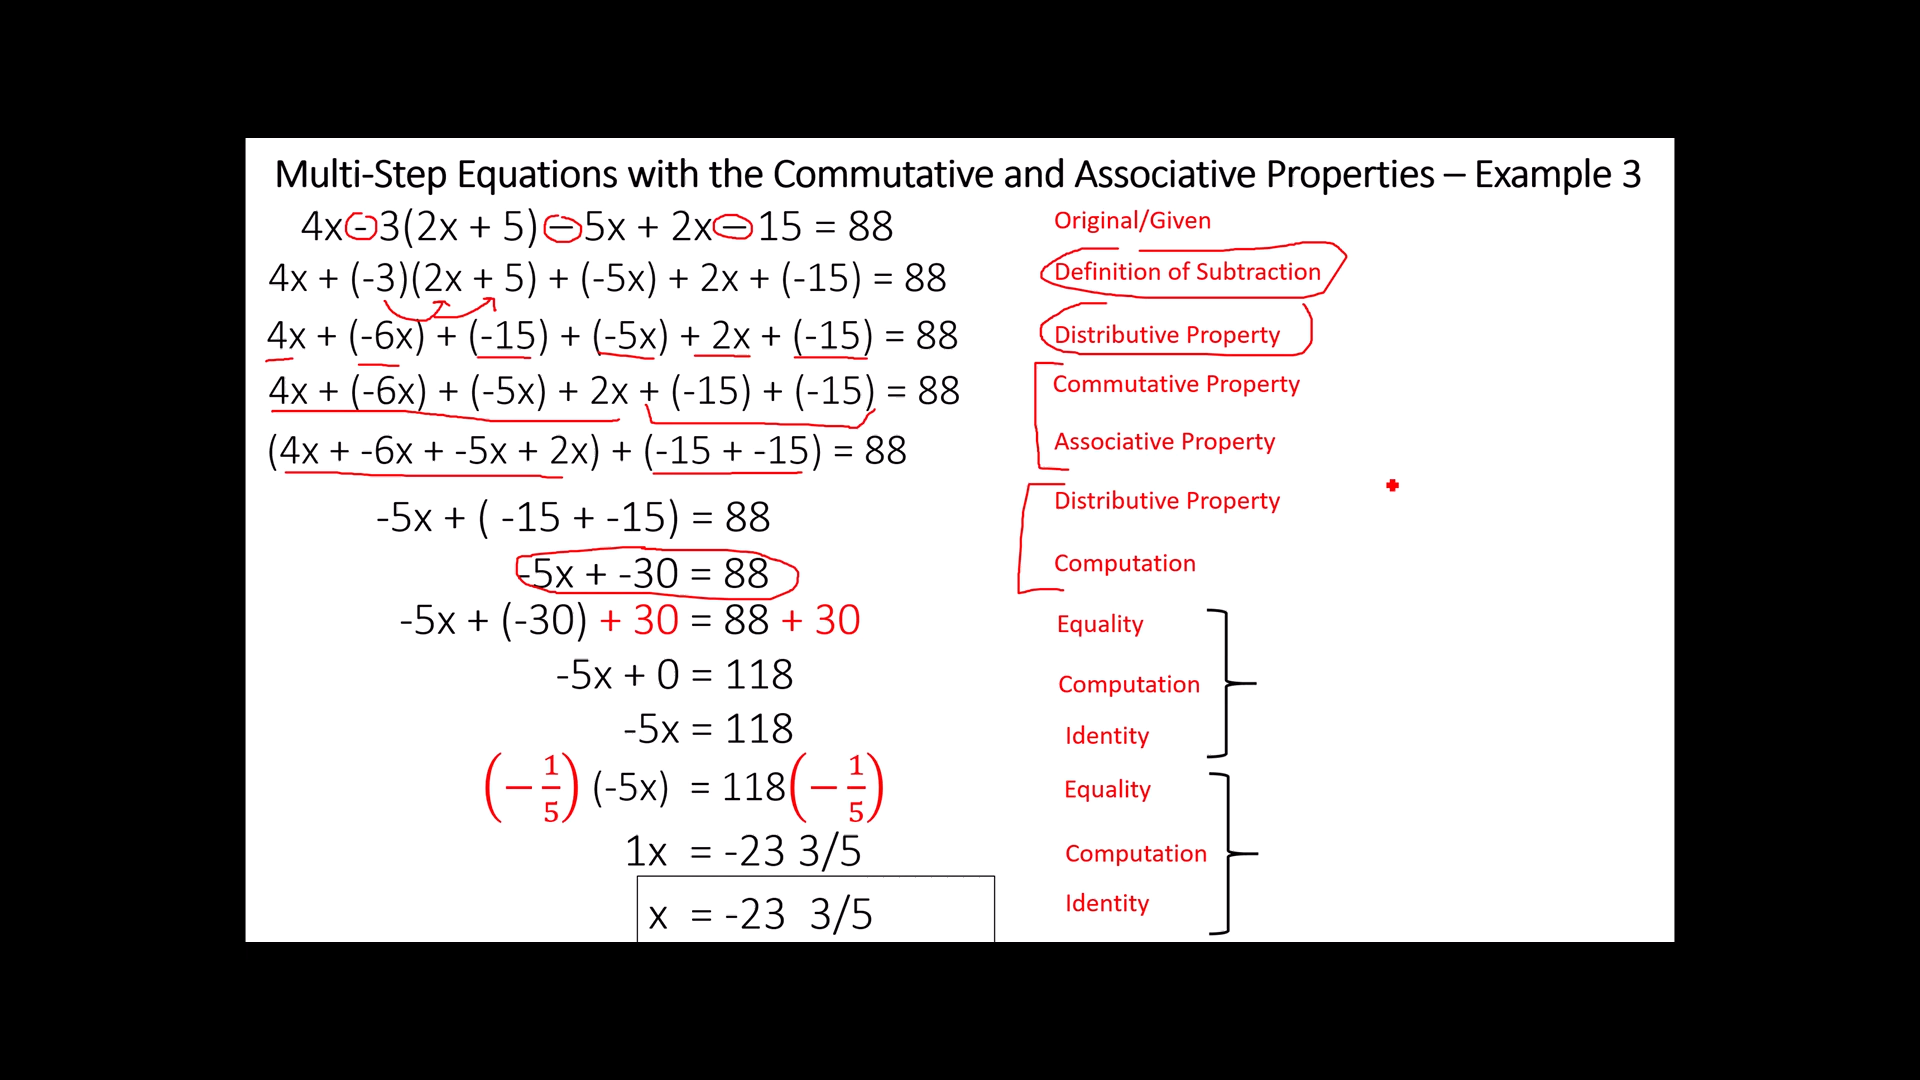 Multi-Step Equations with the Commutative and Associative Properties – Example 3
4x - 3(2x + 5) – 5x + 2x – 15 = 88 Original/Given
4x + (-3)(2x + 5) + (-5x) + 2x + (-15) = 88 Definition of Subtraction
4x + (-6x) + (-15) + (-5x) + 2x + (-15) = 88 Distributive Property
4x + (-6x) + (-5x) + 2x + (-15) + (-15) = 88 Commutative Property
(4x + -6x + -5x + 2x) + (-15 + -15) = 88 Associative Property
-5x + ( -15 + -15) = 88 Distributive Property
-5x + -30 = 88 Computation
-5x + (-30) + 30 = 88 + 30 Equality
-5x + 0 = 118 Computation
-5x = 118 Identity
(−1/5) (-5x) = 118(−1/5) Equality
1x = -23 3/5 Computation
x = -23 3/5 Identity